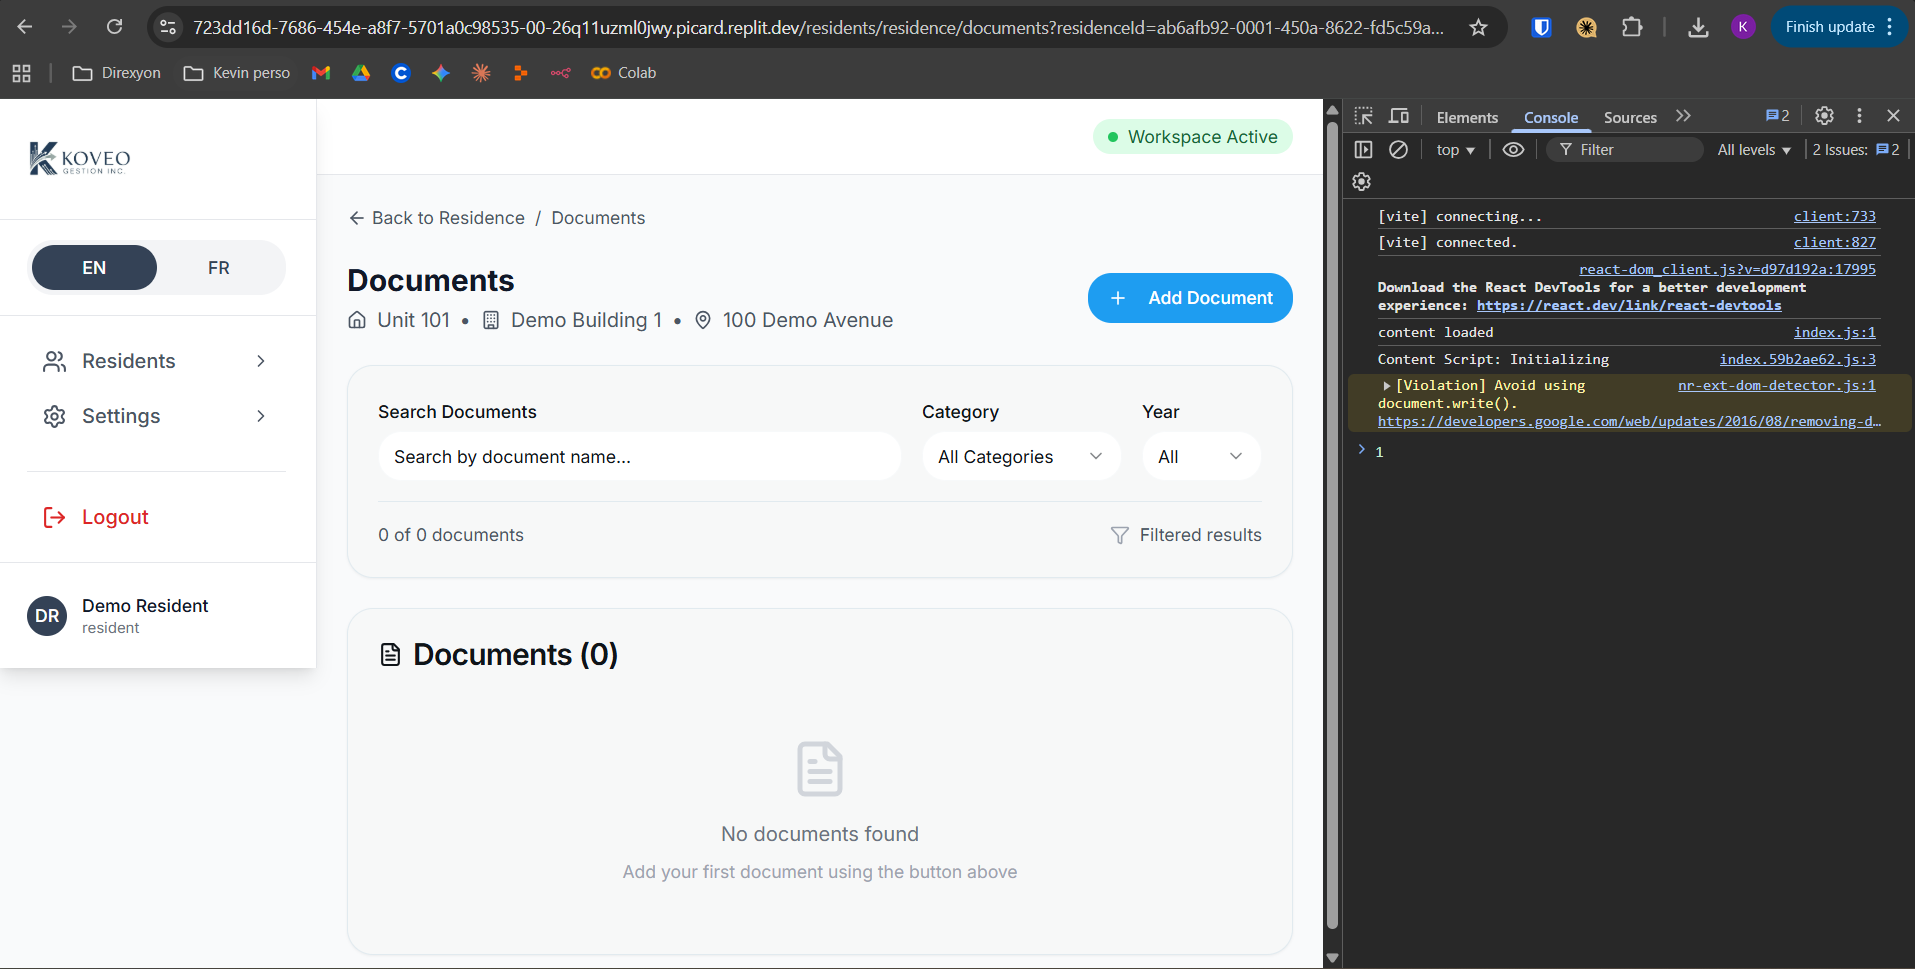 723dd16d-7686-454e-a8f7-5701a0c98535-00-26q11uzml0jwy.picard.replit.dev/residents/residence/documents?residenceId=ab6afb92-0001-450a-8622-fd5c59a...
K
Finish update
Direxyon
Kevin perso
Colab
KOVEO
GESTION INC.
EN
FR
Residents
Settings
Logout
DR
Demo Resident
resident
Workspace Active
Back to Residence / Documents
Documents
Unit 101 • Demo Building 1 • 100 Demo Avenue
+ Add Document
Search Documents
Category
Year
Search by document name...
All Categories
All
0 of 0 documents
Filtered results
Documents (0)
No documents found
Add your first document using the button above
Elements
Console
Sources
2
top
Filter
All levels
2 Issues: 2
[vite] connecting... client:733
[vite] connected. client:827
react-dom_client.js?v=d97d192a:17995
Download the React DevTools for a better development
experience: https://react.dev/link/react-devtools
content loaded index.js:1
Content Script: Initializing index.59b2ae62.js:3
[Violation] Avoid using nr-ext-dom-detector.js:1
document.write().
https://developers.google.com/web/updates/2016/08/removing-d…
1